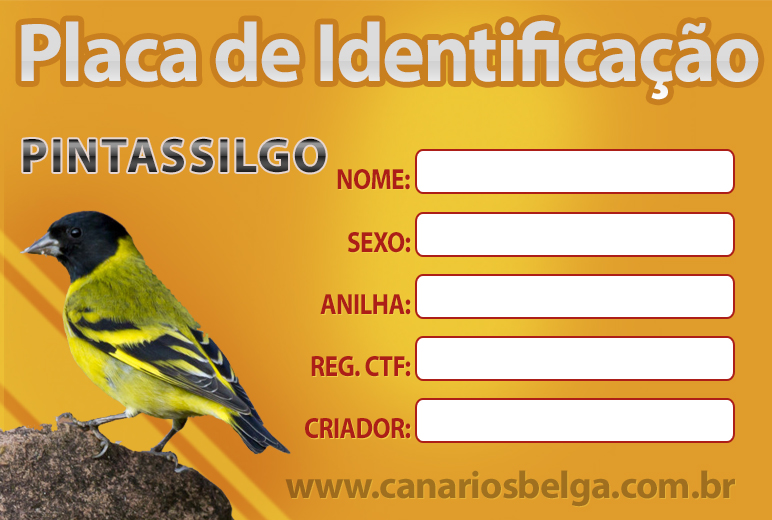 Placa de Identificação
PINTASSILGO
NOME:
SEXO:
ANILHA:
REG. CTF:
CRIADOR:
www.canariosbelga.com.br